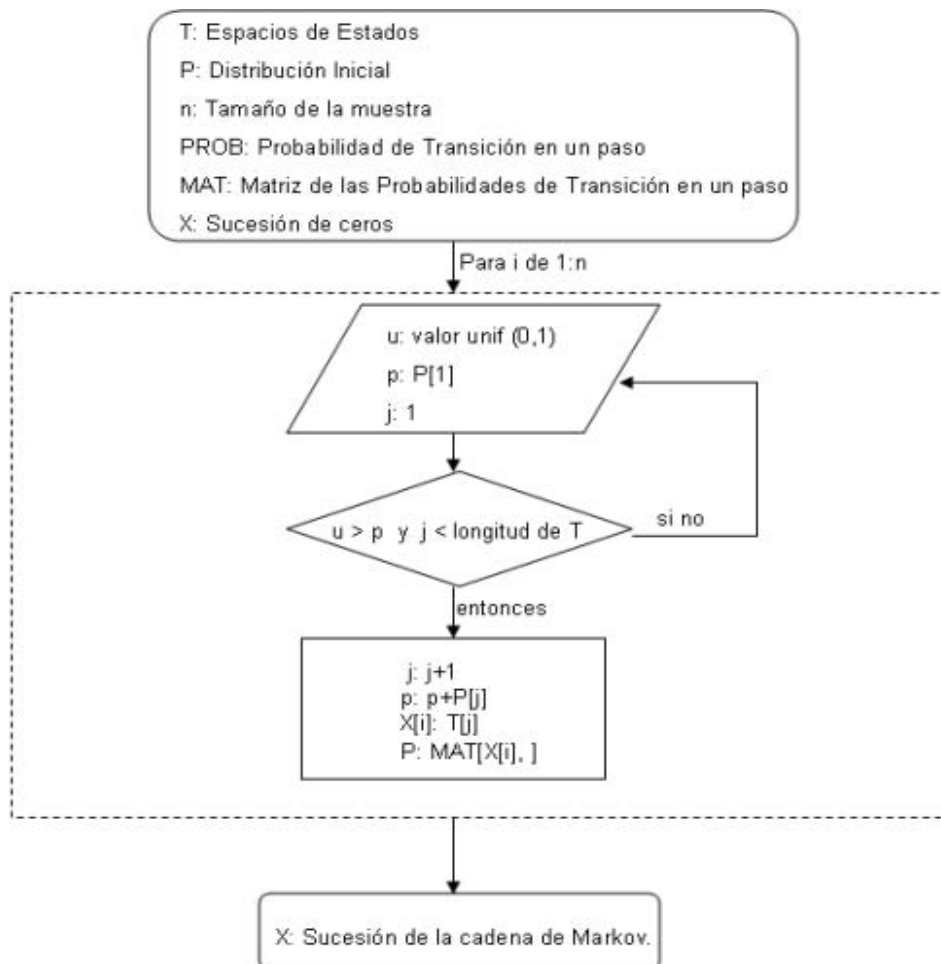 T: Espacios de Estados
P: Distribución Inicial
n: Tamaño de la muestra
PROB: Probabilidad de Transición en un paso
MAT: Matriz de las Probabilidades de Transición en un paso
X: Sucesión de ceros
Para i de 1:n
u: valor unif (0,1)
p: P[1]
j: 1
u > p y j < longitud de T
si no
entonces
j: j+1
p: p+P[j]
X[i]: T[j]
P: MAT[X[i], ]
X: Sucesión de la cadena de Markov.